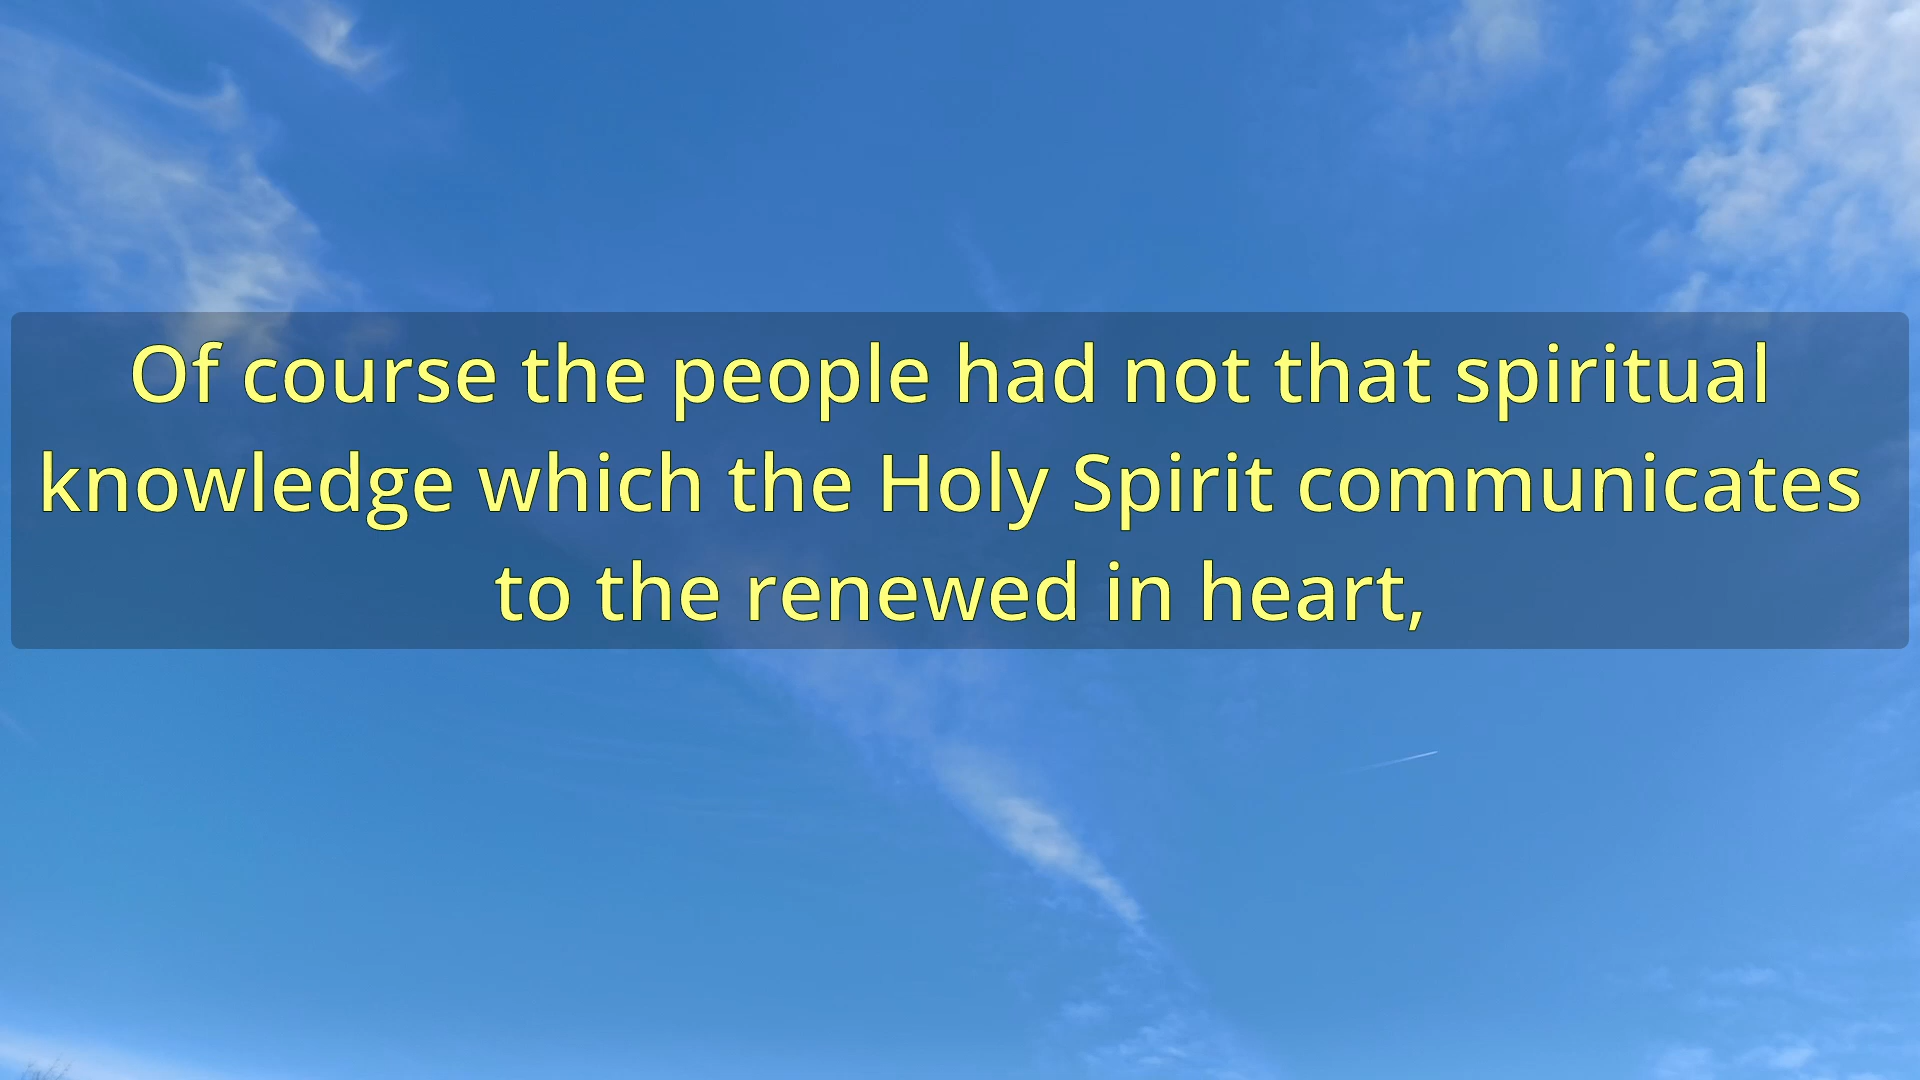 Of course the people had not that spiritual
knowledge which the Holy Spirit communicates
to the renewed in heart,